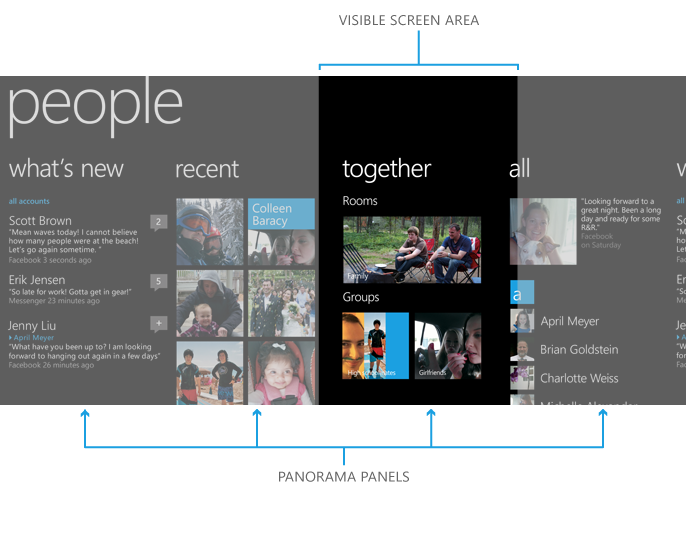 VISIBLE SCREEN AREA
people
what's new
all accounts
Scott Brown
2
"Mean waves today! I cannot believe
how many people were at the beach!
Let's go again sometime. "
Facebook 3 seconds ago
Erik Jensen
5
"So late for work! Gotta get in gear!"
Messenger 23 minutes ago
Jenny Liu
+
April Meyer
"What have you been up to? I am looking
forward to hanging out again in a few days"
Facebook 26 minutes ago
recent
Colleen
Baracy
together
Rooms
Family
Groups
Girlfriends
all
"Looking forward to a
great night. Been a long
day and ready for some
R&R."
Facebook
on Saturday
a
April Meyer
Brian Goldstein
Charlotte Weiss
PANORAMA PANELS